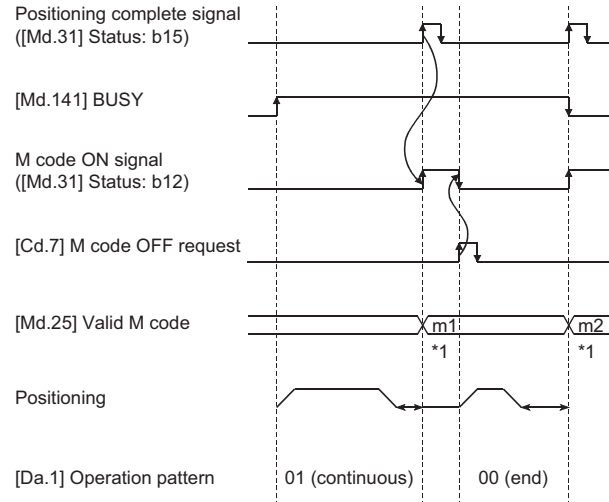 Positioning complete signal
([Md.31] Status: b15)
[Md.141] BUSY
M code ON signal
([Md.31] Status: b12)
[Cd.7] M code OFF request
[Md.25] Valid M code
m1
m2
*1
*1
Positioning
[Da.1] Operation pattern
01 (continuous)
00 (end)